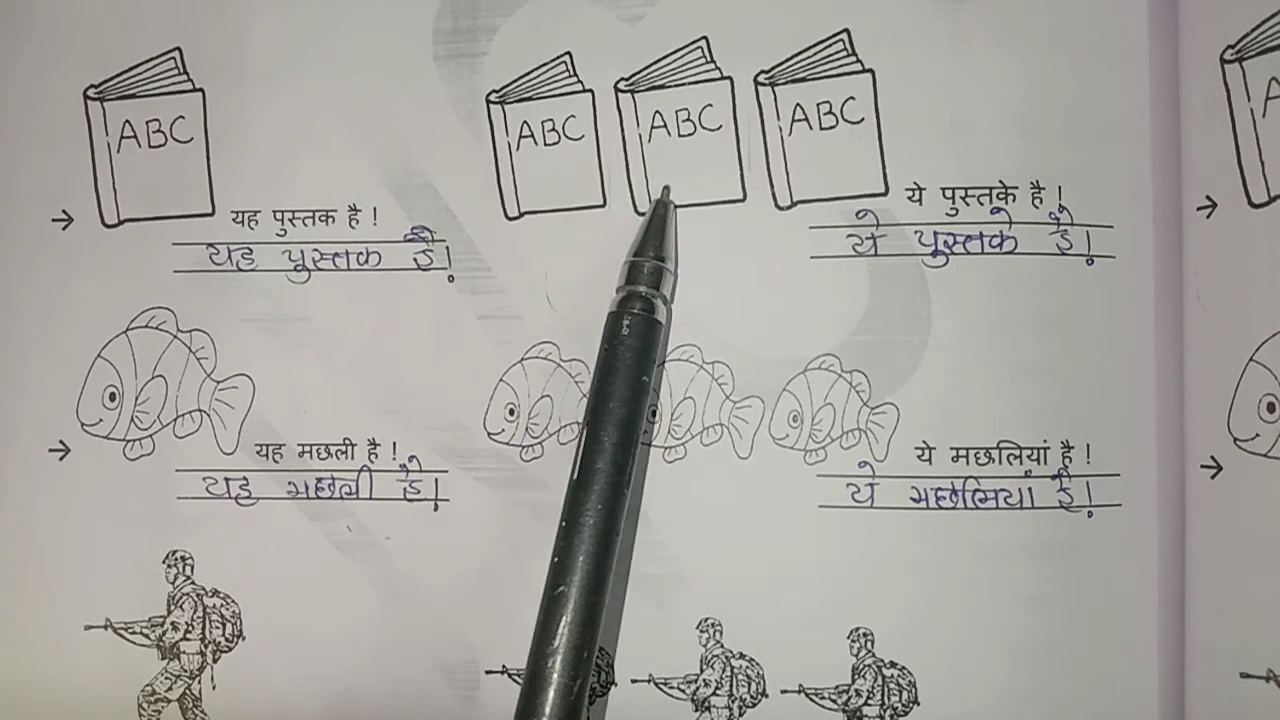 ABC
ABC ABC ABC
यह पुस्तक है !
ये पुस्तके है !
यह पुस्तक है!
ये पुस्तके है!
यह मछली है !
ये मछलियां है !
यह मछली है!
ये मछलियां है!